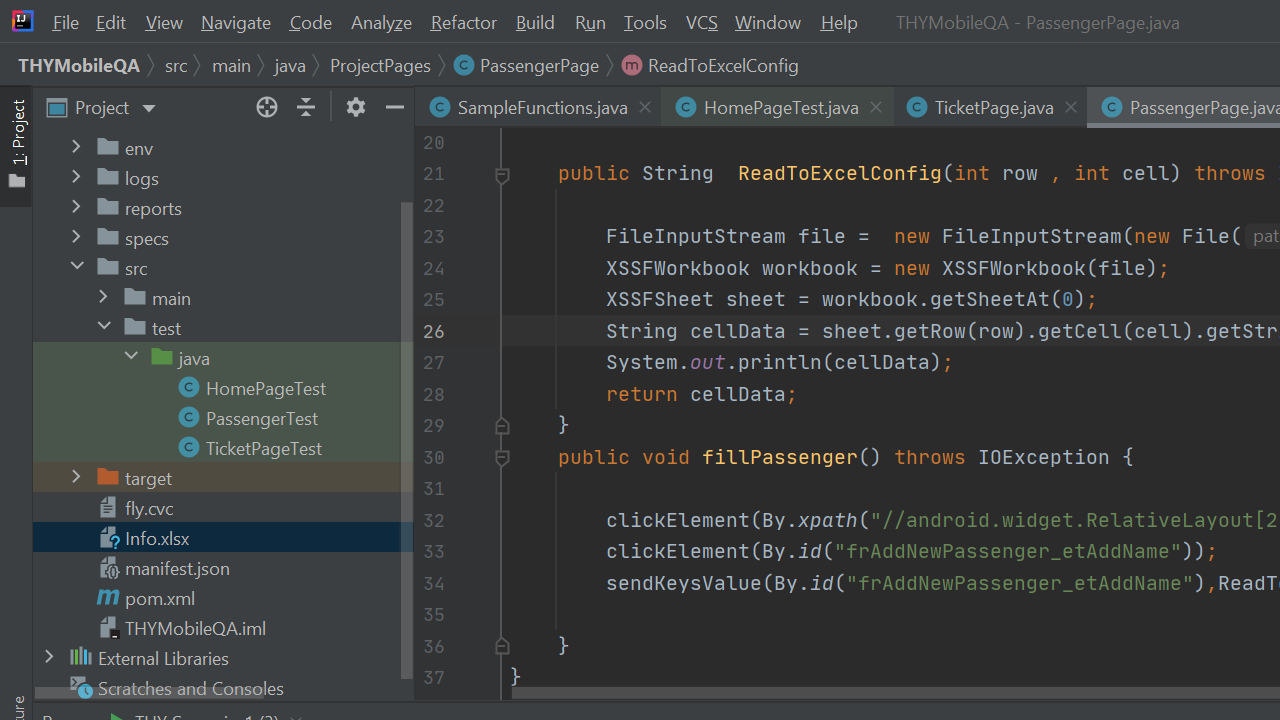 File Edit View Navigate Code Analyze Refactor Build Run Tools VCS Window Help THYMobileQA - PassengerPage.java
THYMobileQA src main java ProjectPages PassengerPage m ReadToExcelConfig
1: Project
Project
SampleFunctions.java HomePageTest.java TicketPage.java PassengerPage.java
env
logs
reports
specs
src
main
test
java
HomePageTest
PassengerTest
TicketPageTest
target
fly.cvc
Info.xlsx
manifest.json
pom.xml
THYMobileQA.iml
External Libraries
Scratches and Consoles
20
21 public String ReadToExcelConfig(int row , int cell) throws
22
23 FileInputStream file = new FileInputStream(new File( pat
24 XSSFWorkbook workbook = new XSSFWorkbook(file);
25 XSSFSheet sheet = workbook.getSheetAt(0);
26 String cellData = sheet.getRow(row).getCell(cell).getStr
27 System.out.println(cellData);
28 return cellData;
29 }
30 public void fillPassenger() throws IOException {
31
32 clickElement(By.xpath("//android.widget.RelativeLayout[2
33 clickElement(By.id("frAddNewPassenger_etAddName"));
34 sendKeysValue(By.id("frAddNewPassenger_etAddName"),ReadTo
35
36 }
37 }